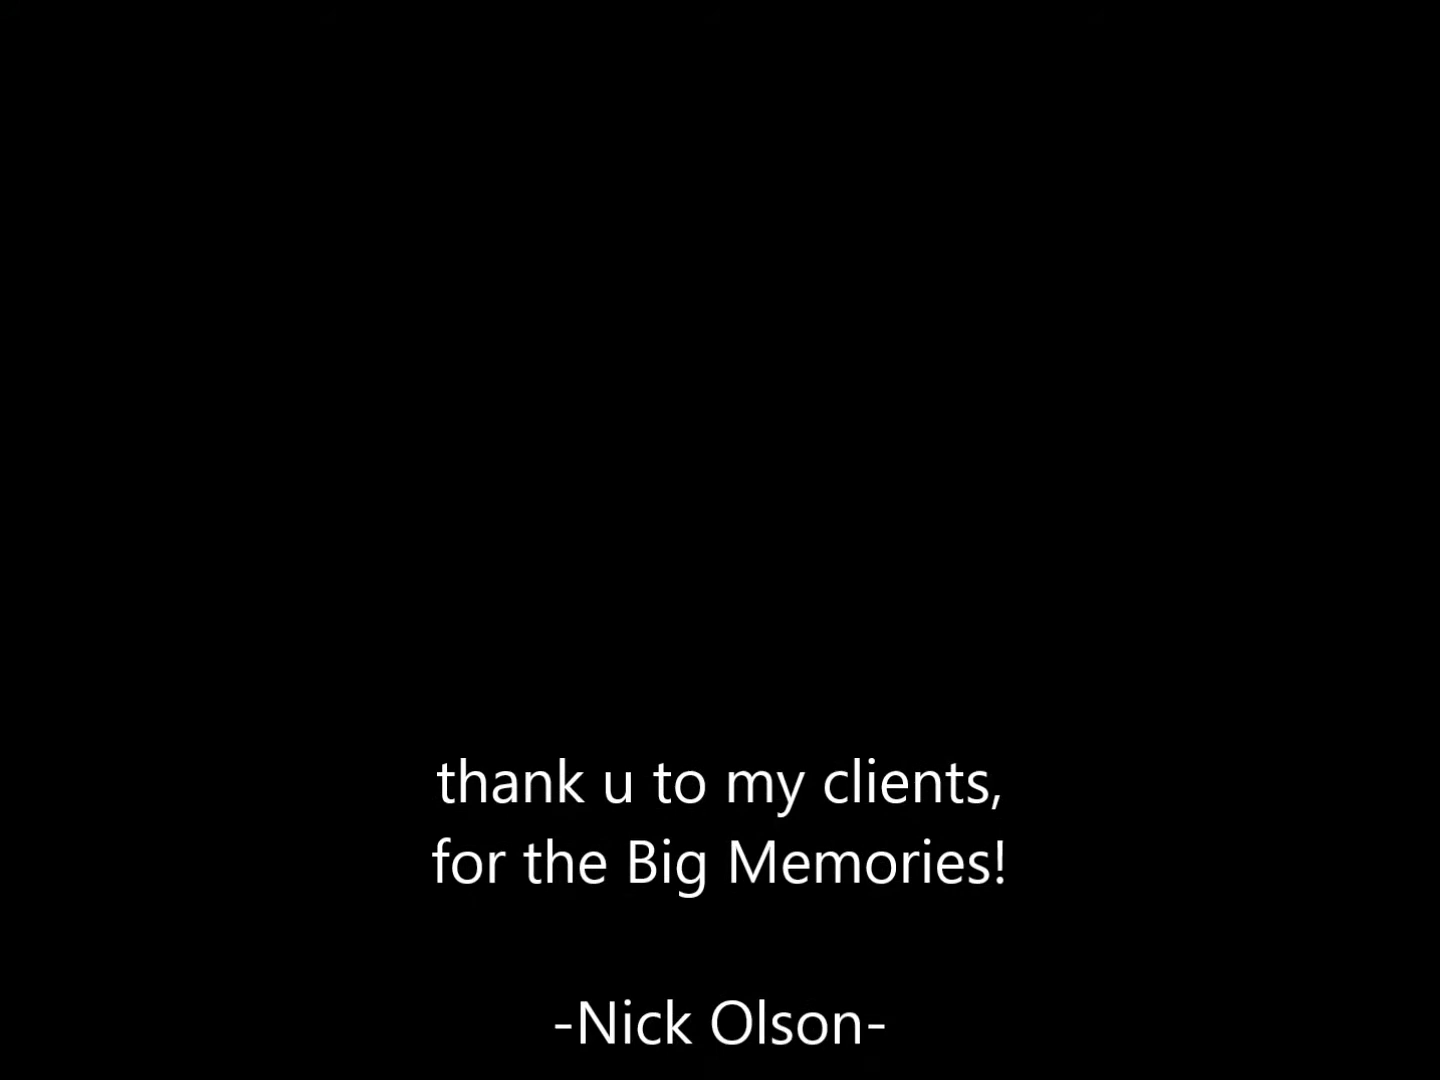 thank u to my clients,
for the Big Memories!
-Nick Olson-